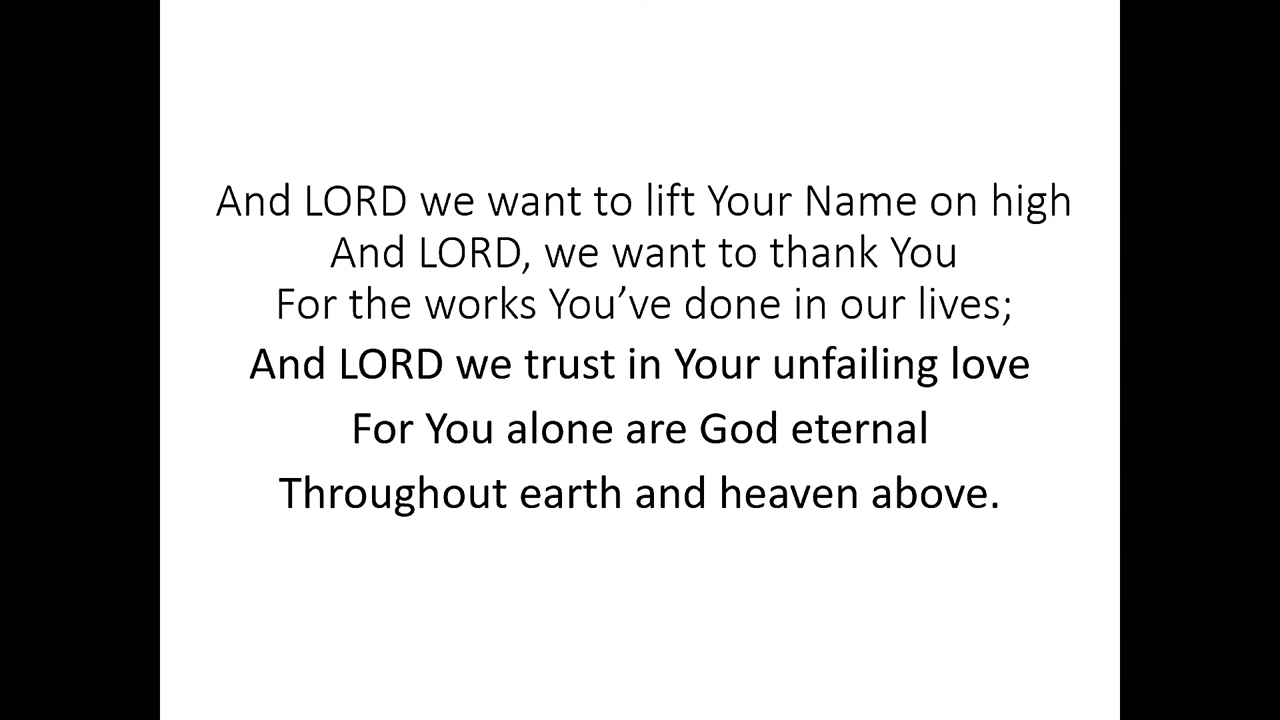 And LORD we want to lift Your Name on high
And LORD, we want to thank You
For the works You’ve done in our lives;
And LORD we trust in Your unfailing love
For You alone are God eternal
Throughout earth and heaven above.